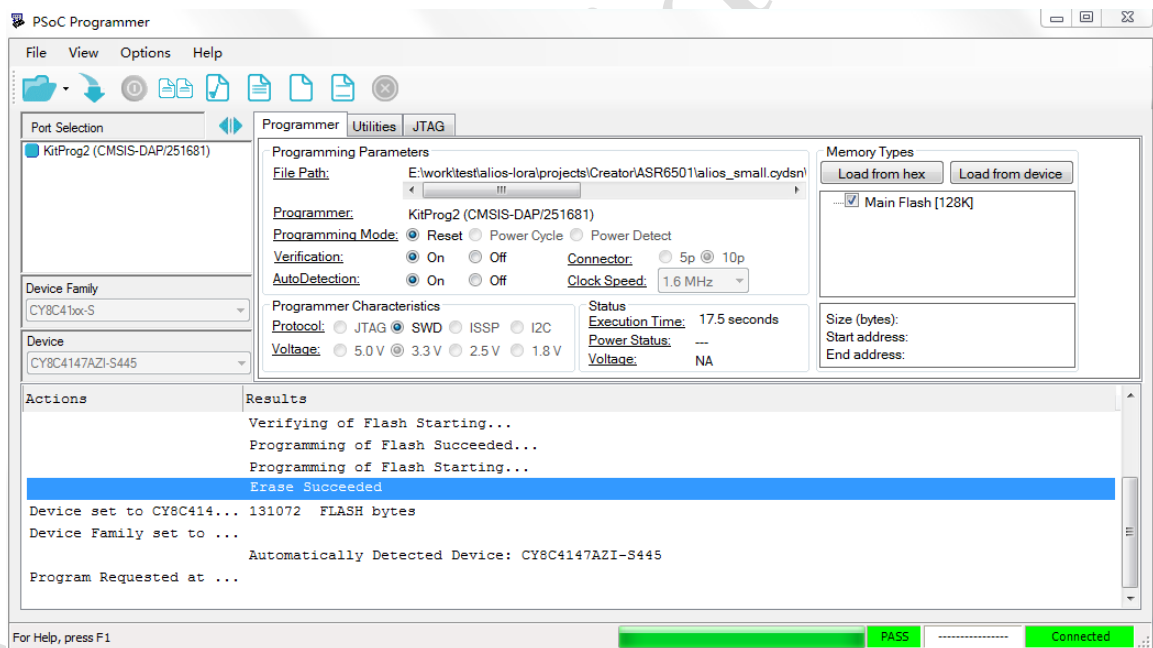 PSoC Programmer
File View Options Help
Port Selection
KitProg2 (CMSIS-DAP/251681)
Device Family
CY8C41xx-S
Device
CY8C4147AZI-S445
Programmer Utilities JTAG
Programming Parameters
File Path: E:\work\test\alios-lora\projects\Creator\ASR6501\alios_small.cydsn\
Programmer: KitProg2 (CMSIS-DAP/251681)
Programming Mode: Reset Power Cycle Power Detect
Verification: On Off Connector: 5p 10p
AutoDetection: On Off Clock Speed: 1.6 MHz
Programmer Characteristics
Protocol: JTAG SWD ISSP I2C
Voltage: 5.0 V 3.3 V 2.5 V 1.8 V
Status
Execution Time: 17.5 seconds
Power Status: ---
Voltage: NA
Memory Types
Load from hex Load from device
Main Flash [128K]
Size (bytes):
Start address:
End address:
Actions Results
Verifying of Flash Starting...
Programming of Flash Succeeded...
Programming of Flash Starting...
Erase Succeeded
Device set to CY8C414... 131072 FLASH bytes
Device Family set to ...
Automatically Detected Device: CY8C4147AZI-S445
Program Requested at ...
For Help, press F1 PASS ---------------- Connected